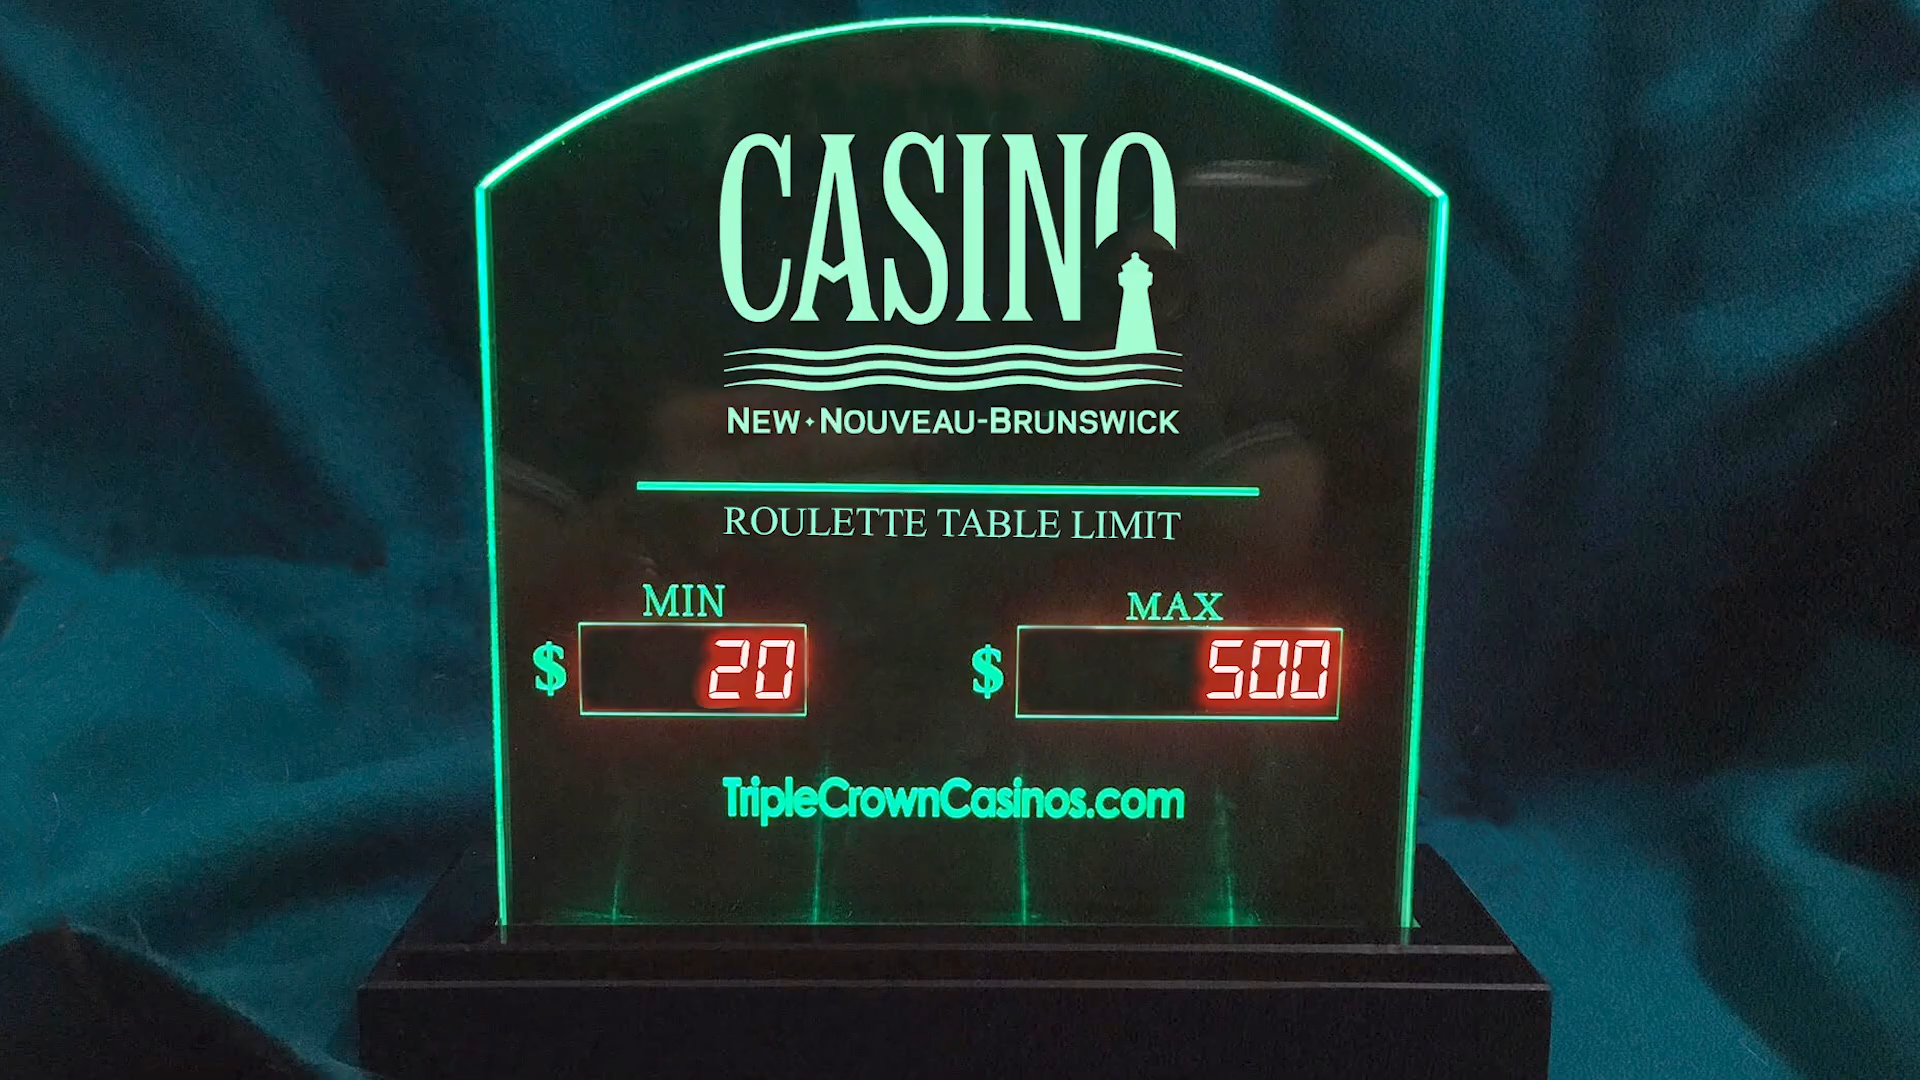 CASINO
NEW✦NOUVEAU-BRUNSWICK
ROULETTE TABLE LIMIT
MIN MAX
$ 20 $ 500
TripleCrownCasinos.com